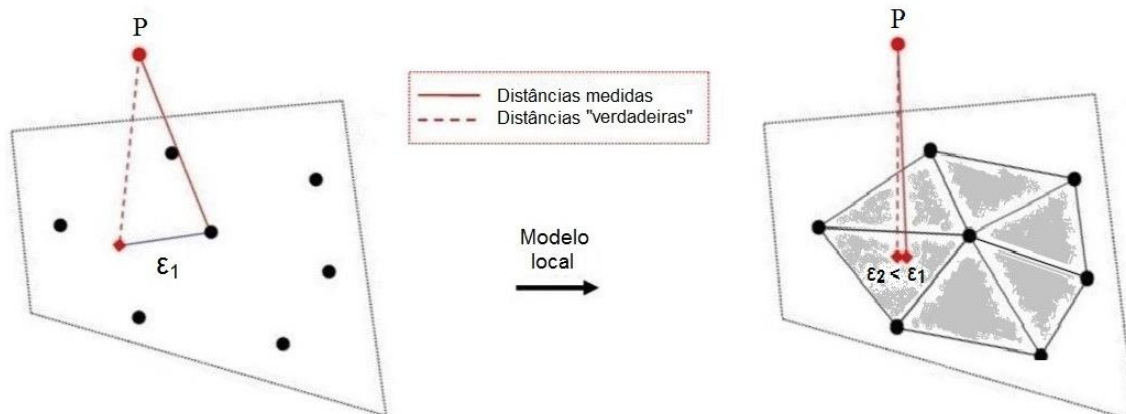 P
ε₁
Distâncias medidas
Distâncias "verdadeiras"
Modelo
local
P
ε₂ < ε₁